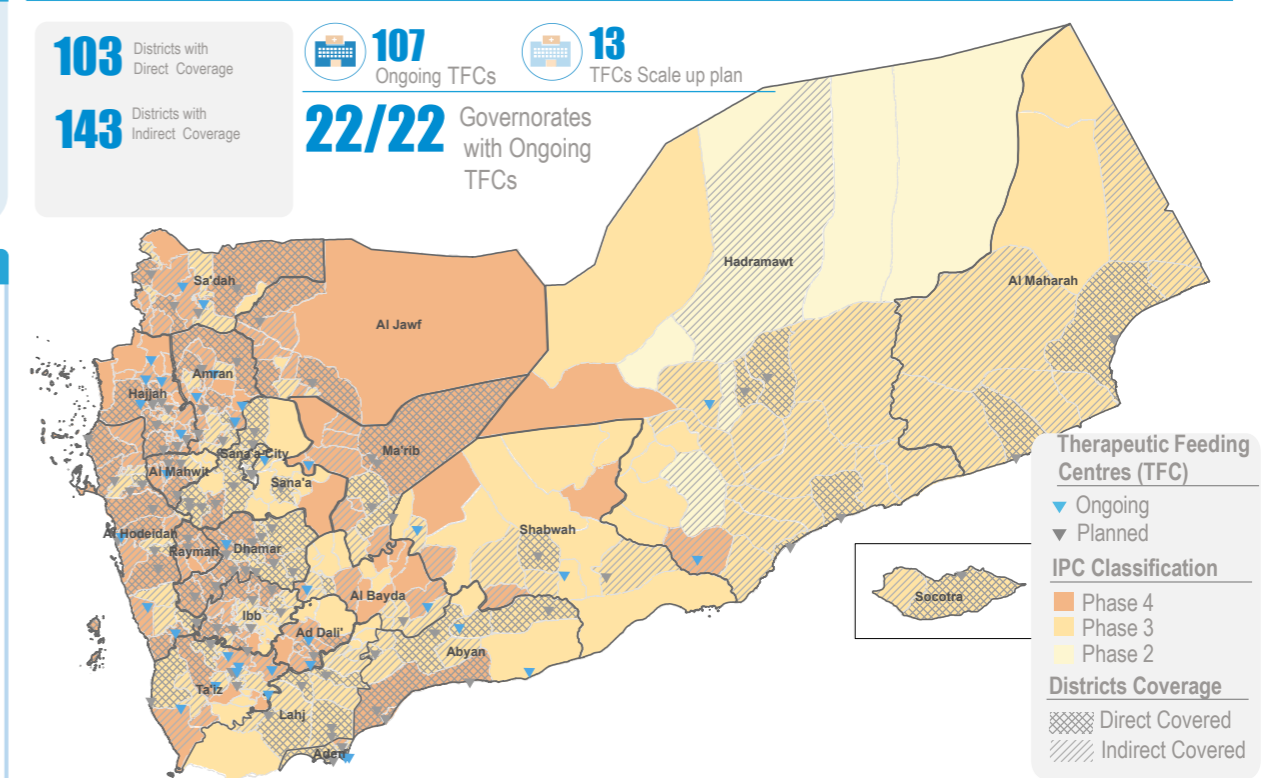 103
Districts with
Direct Coverage
143
Districts with
Indirect Coverage
107
Ongoing TFCs
13
TFCs Scale up plan
22/22
Governorates
with Ongoing
TFCs
Sa'dah
Al Jawf
Hadramawt
Al Maharah
Amran
Hajjah
Ma'rib
Sana'a City
Al Mahwit
Sana'a
Al Hodeidah
Raymah
Dhamar
Shabwah
Al Bayda
Ibb
Ad Dali'
Abyan
Ta'iz
Lahj
Aden
Socotra
Therapeutic Feeding
Centres (TFC)
Ongoing
Planned
IPC Classification
Phase 4
Phase 3
Phase 2
Districts Coverage
Direct Covered
Indirect Covered